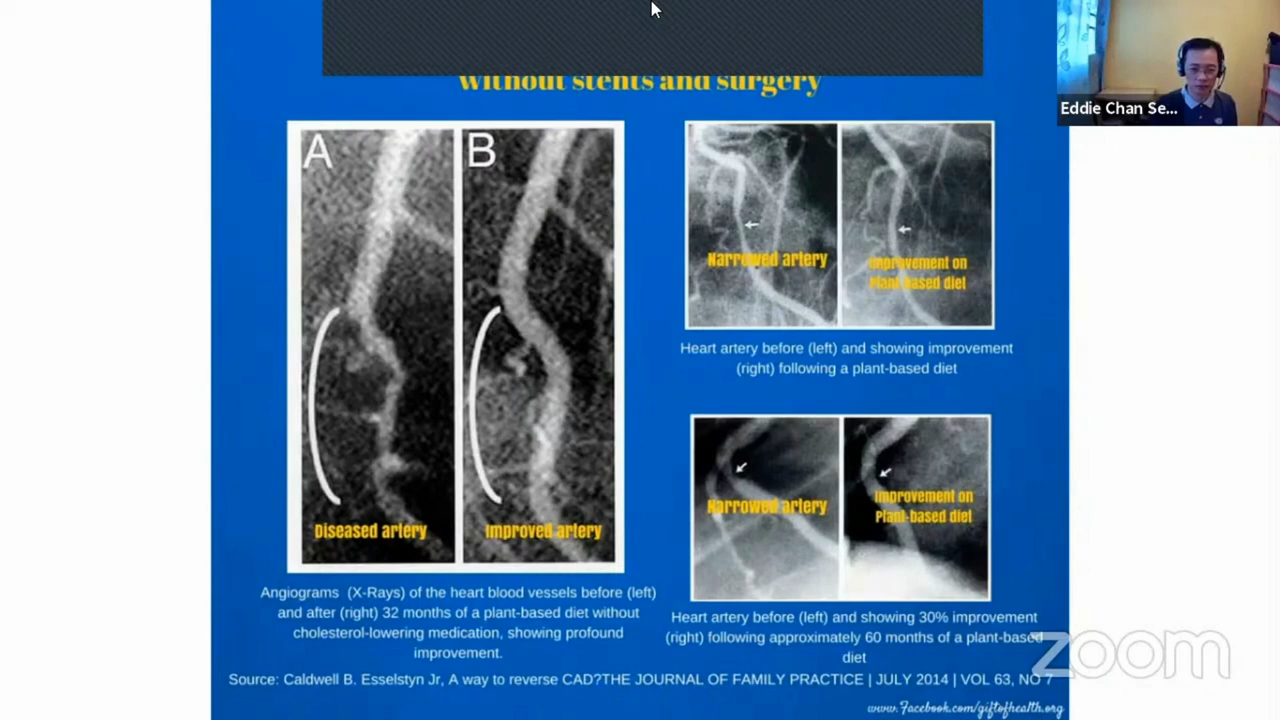 without stents and surgery
Eddie Chan Se...
A
B
Diseased artery
Improved artery
Angiograms (X-Rays) of the heart blood vessels before (left)
and after (right) 32 months of a plant-based diet without
cholesterol-lowering medication, showing profound
improvement.
Narrowed artery
Improvement on
Plant-based diet
Heart artery before (left) and showing improvement
(right) following a plant-based diet
Narrowed artery
Improvement on
Plant-based diet
Heart artery before (left) and showing 30% improvement
(right) following approximately 60 months of a plant-based
diet
Source: Caldwell B. Esselstyn Jr, A way to reverse CAD?THE JOURNAL OF FAMILY PRACTICE | JULY 2014 | VOL 63, NO 7
www.Facebook.com/giftofhealth.org
zoom